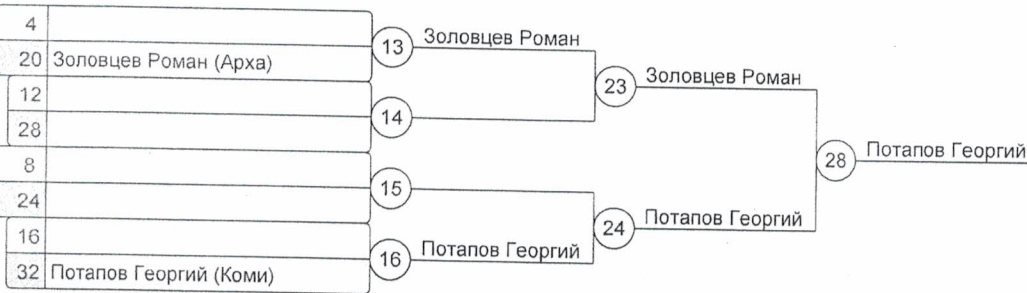 4
20 Золовцев Роман (Арха)
12
28
8
24
16
32 Потапов Георгий (Коми)
13 Золовцев Роман
14
15
16 Потапов Георгий
23 Золовцев Роман
24 Потапов Георгий
28 Потапов Георгий